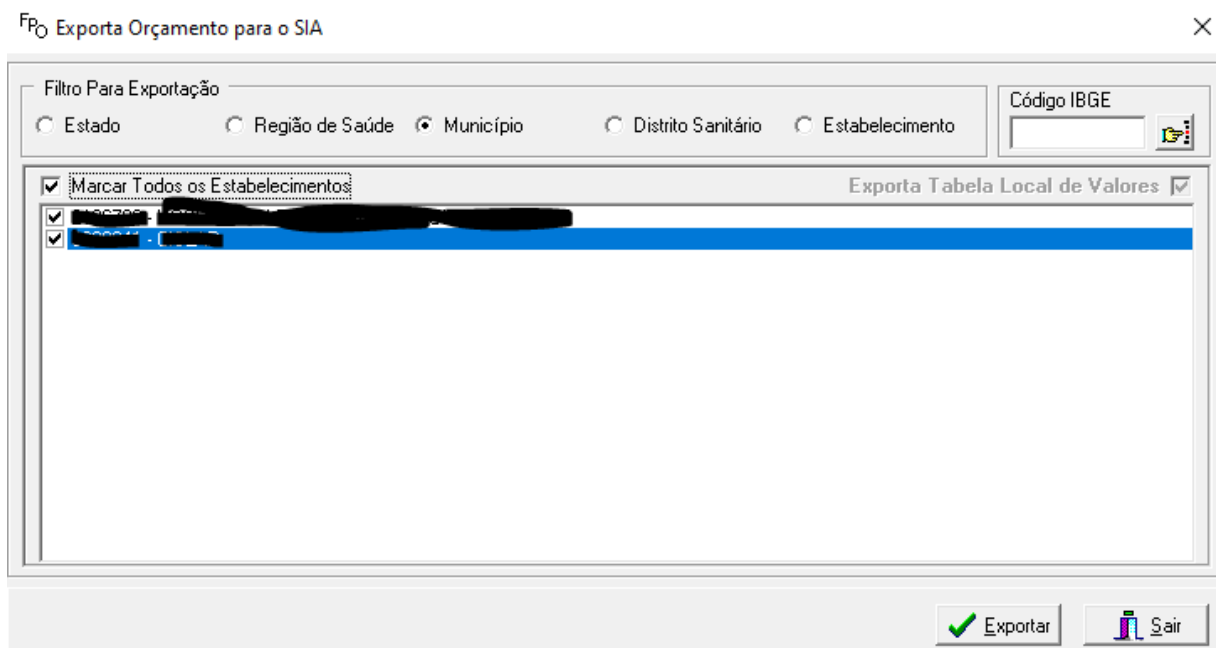 FPO Exporta Orçamento para o SIA
Filtro Para Exportação
Código IBGE
Estado Região de Saúde Município Distrito Sanitário Estabelecimento
Marcar Todos os Estabelecimentos Exporta Tabela Local de Valores
Exportar Sair